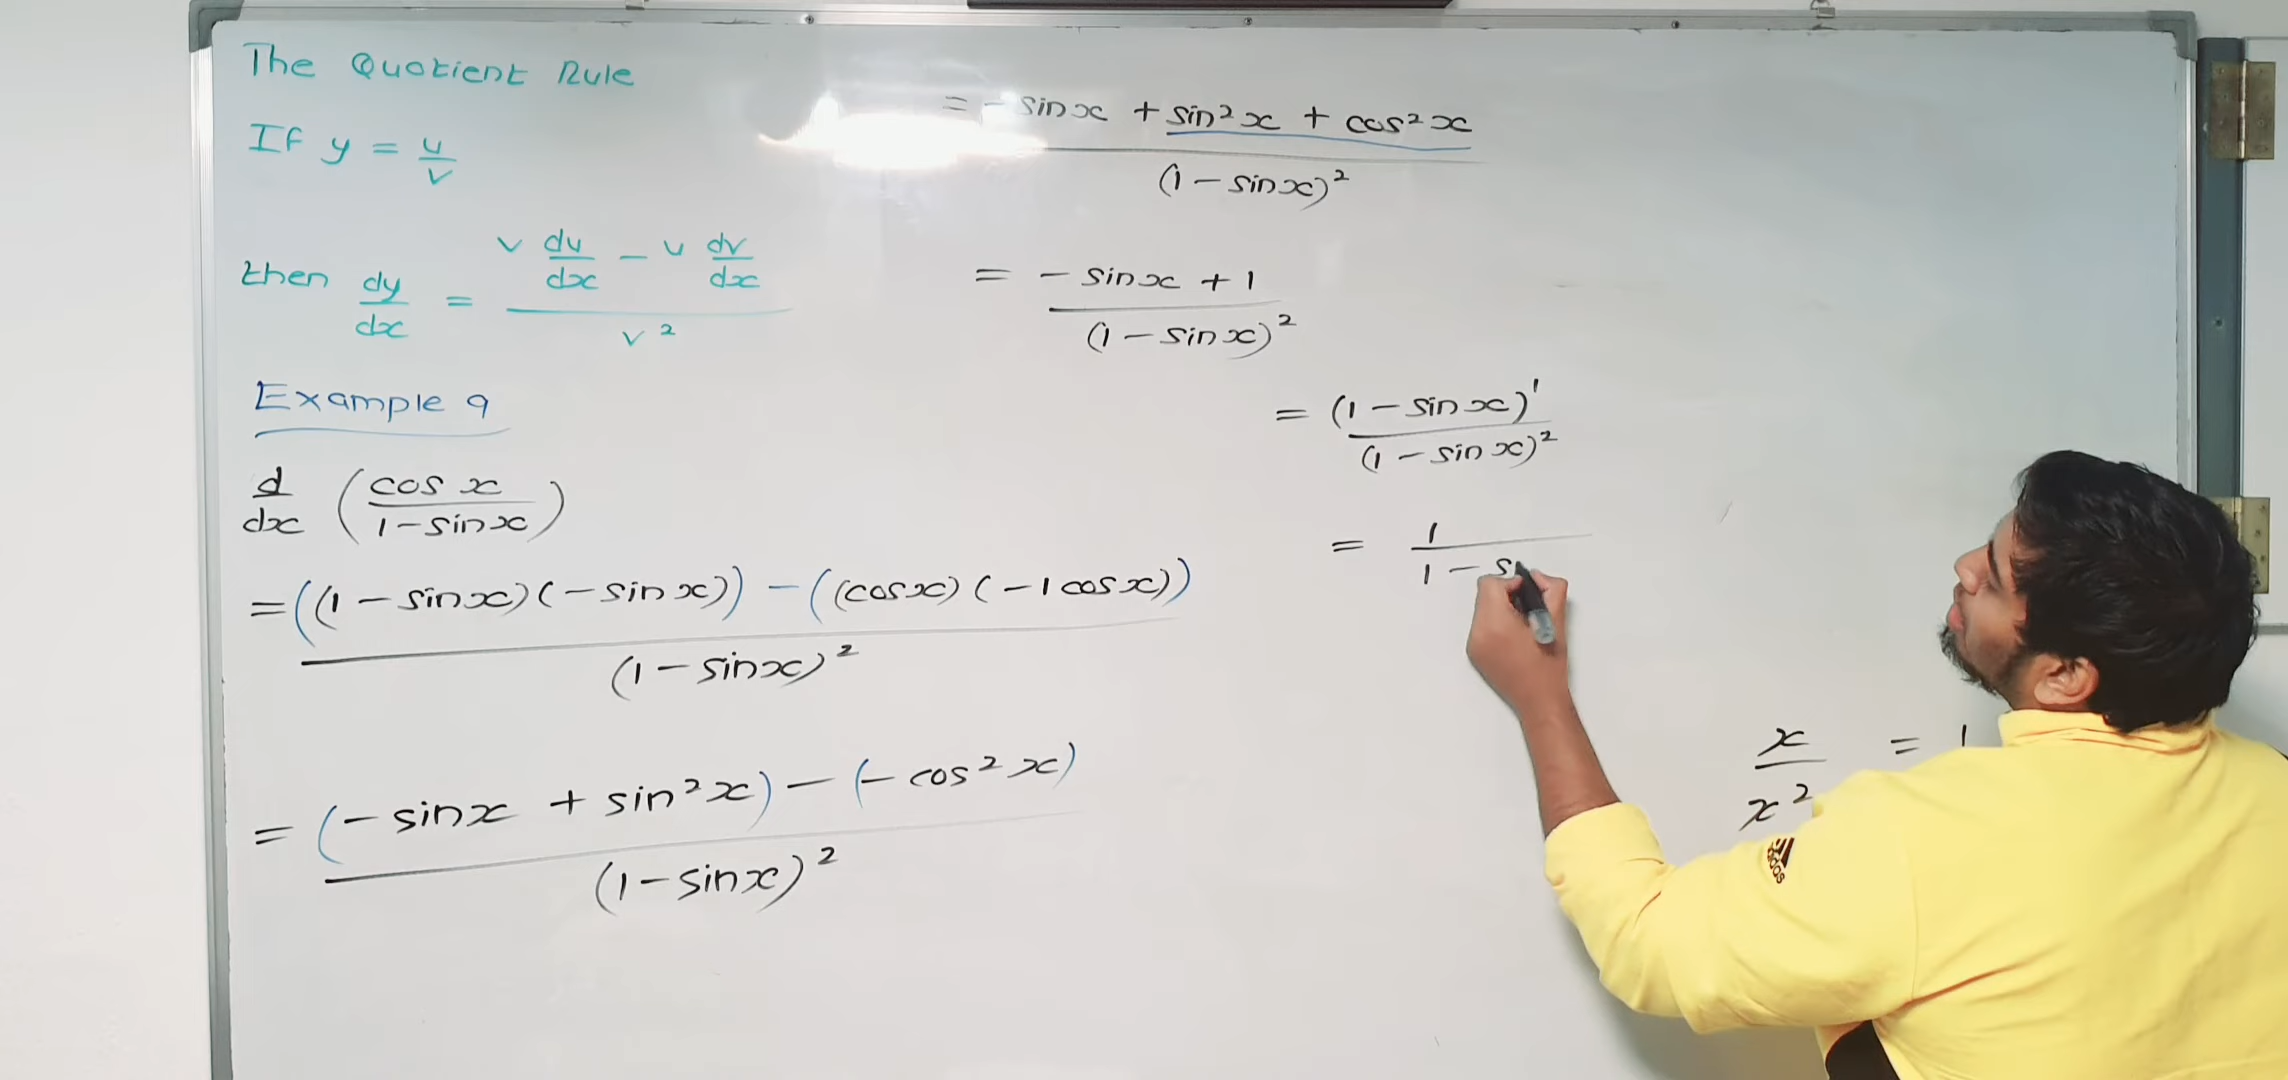 The Quotient Rule
If y = u/v
then dy/dx = (v du/dx - u dv/dx) / v²
Example 9
d/dx (cos x / 1 - sin x)
= ((1 - sin x)(- sin x)) - ((cos x)(- 1 cos x)) / (1 - sin x)²
= (- sin x + sin² x) - (- cos² x) / (1 - sin x)²
= - sin x + sin² x + cos² x / (1 - sin x)²
= - sin x + 1 / (1 - sin x)²
= (1 - sin x)¹ / (1 - sin x)²
= 1 / 1 - s
x / x² = 1
adidas